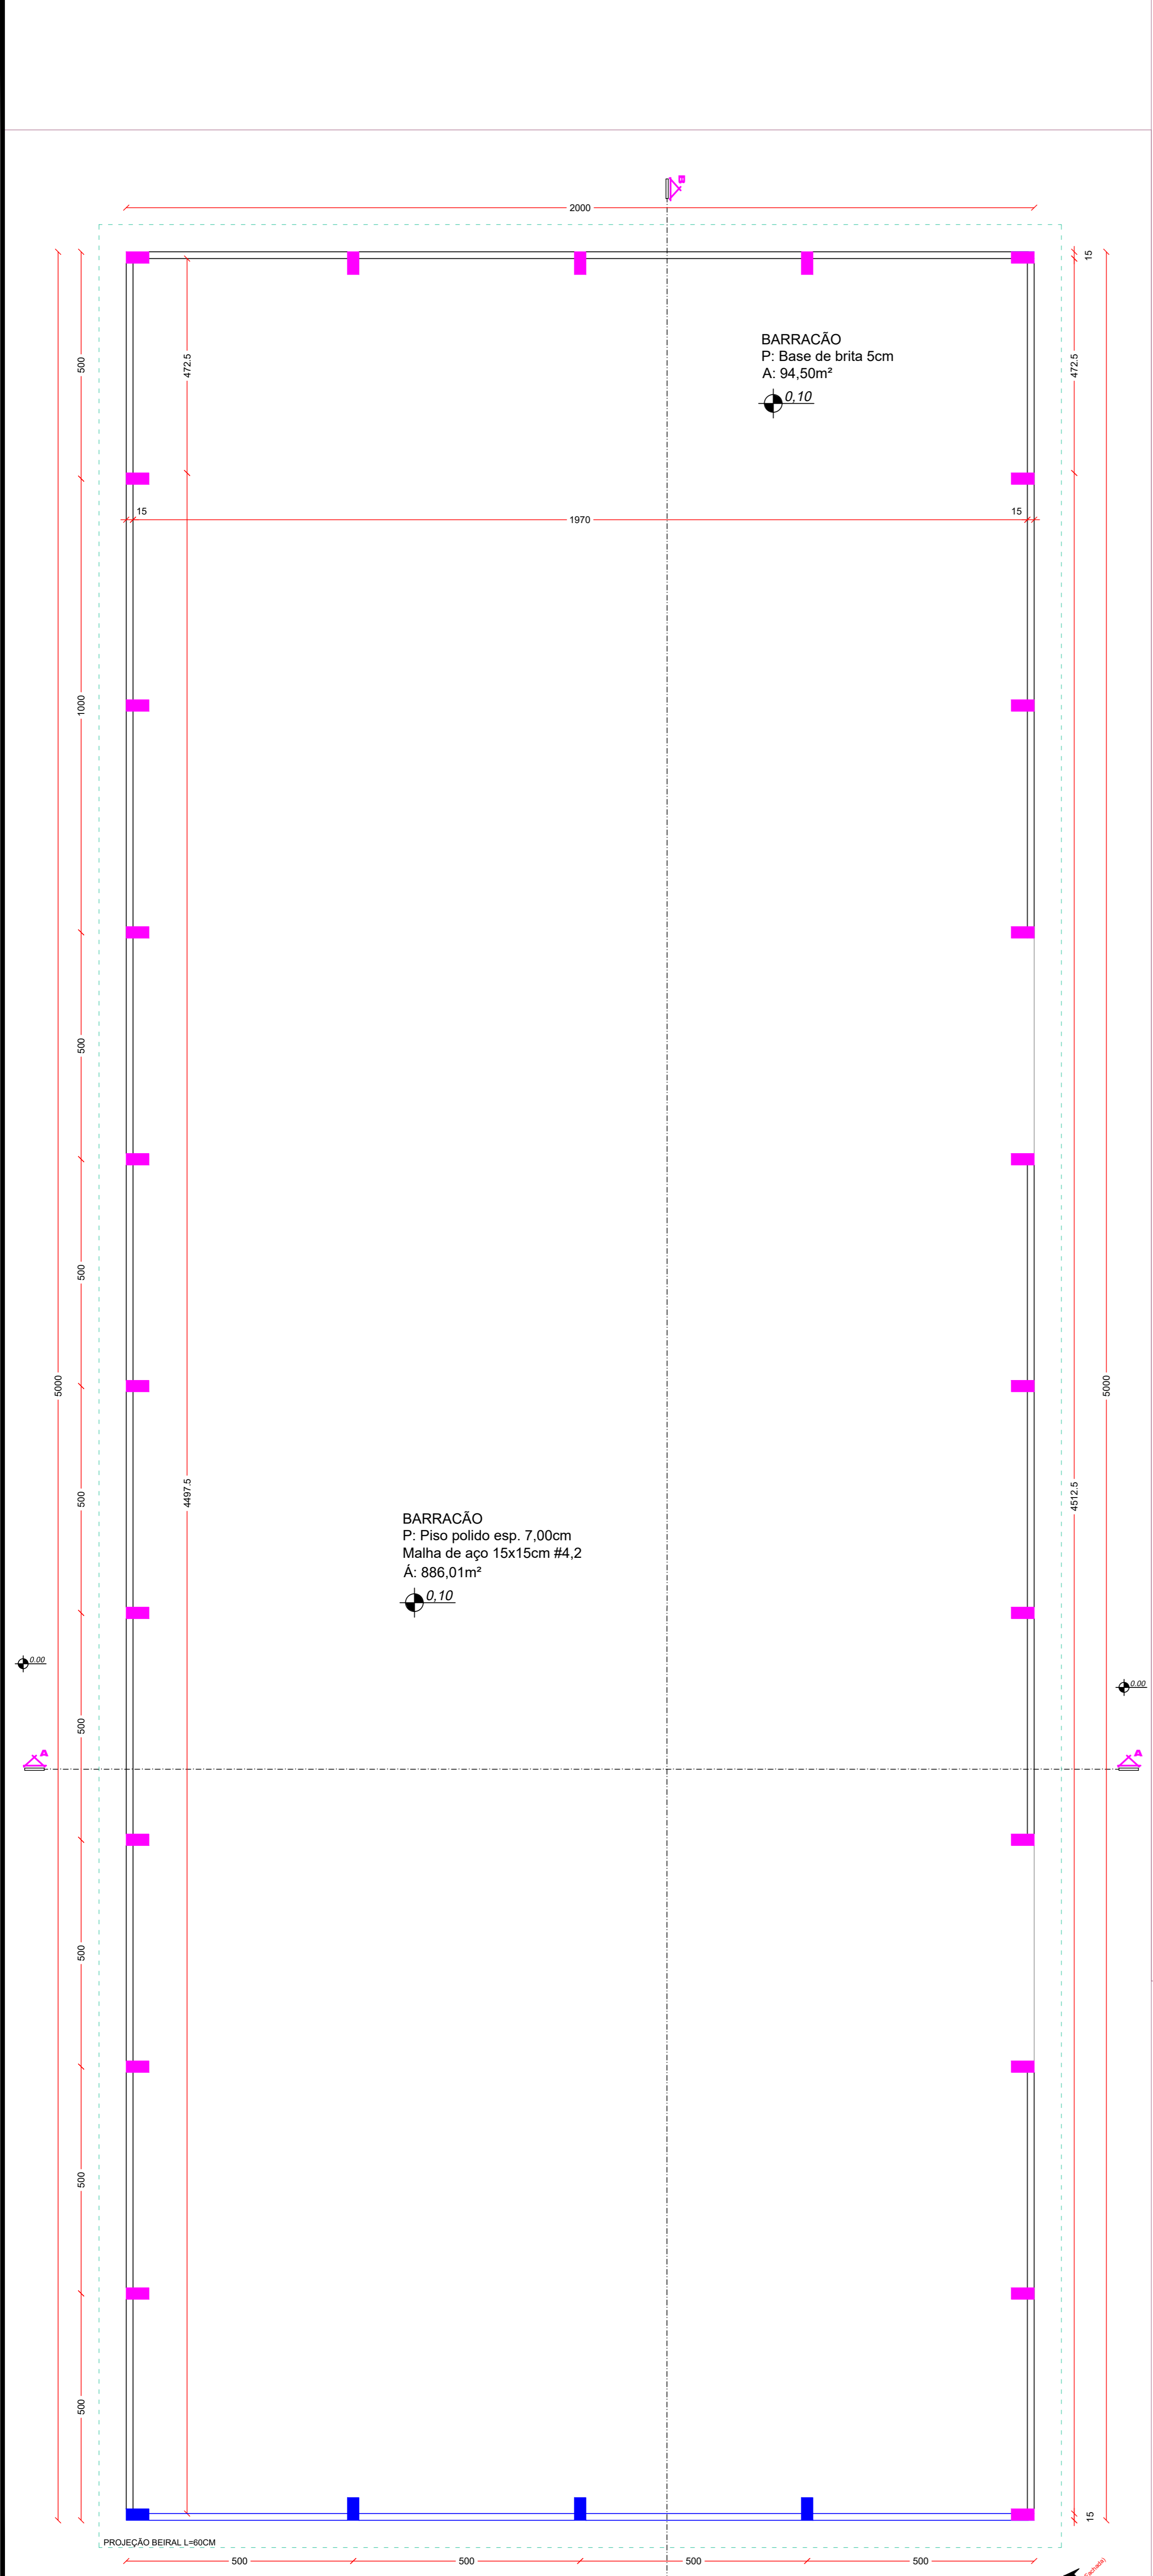 B
2000
15
500
472.5
472.5
BARRACÃO
P: Base de brita 5cm
A: 94,50m²
0,10
15
1970
15
1000
500
500
5000
5000
4497.5
4512.5
500
BARRACÃO
P: Piso polido esp. 7,00cm
Malha de aço 15x15cm #4,2
Á: 886,01m²
0,10
0.00
0.00
500
A
A
500
500
500
15
PROJEÇÃO BEIRAL L=60CM
500
500
500
500